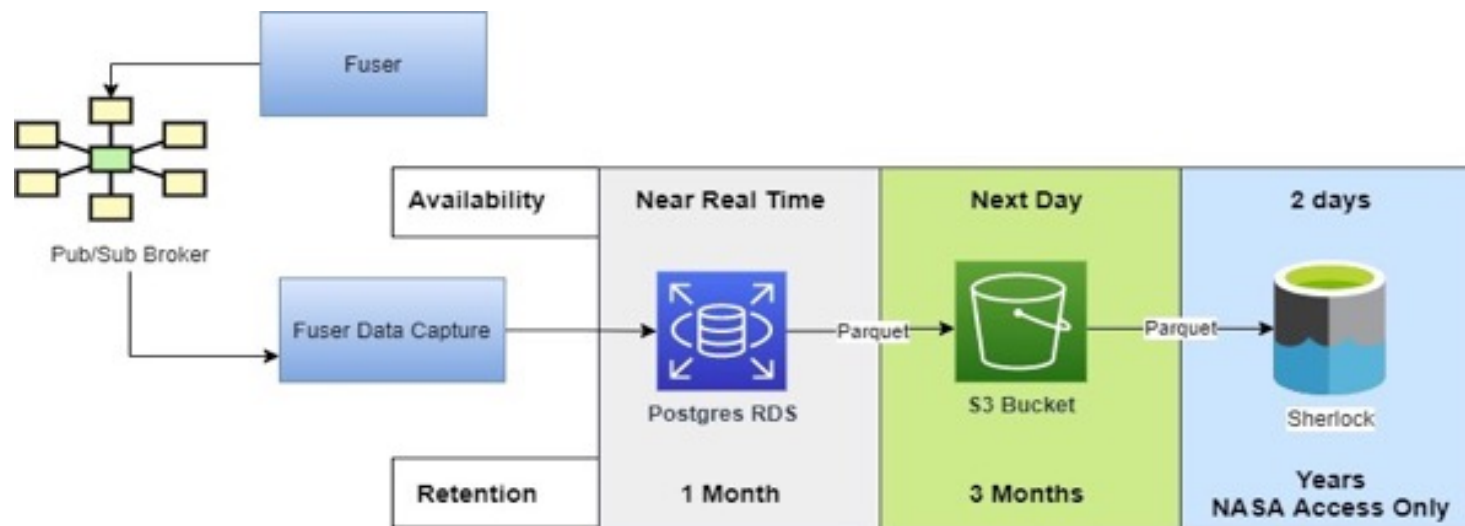 Fuser
Pub/Sub Broker
Availability
Near Real Time
Next Day
2 days
Fuser Data Capture
Parquet
Parquet
Postgres RDS
S3 Bucket
Sherlock
Retention
1 Month
3 Months
Years
NASA Access Only